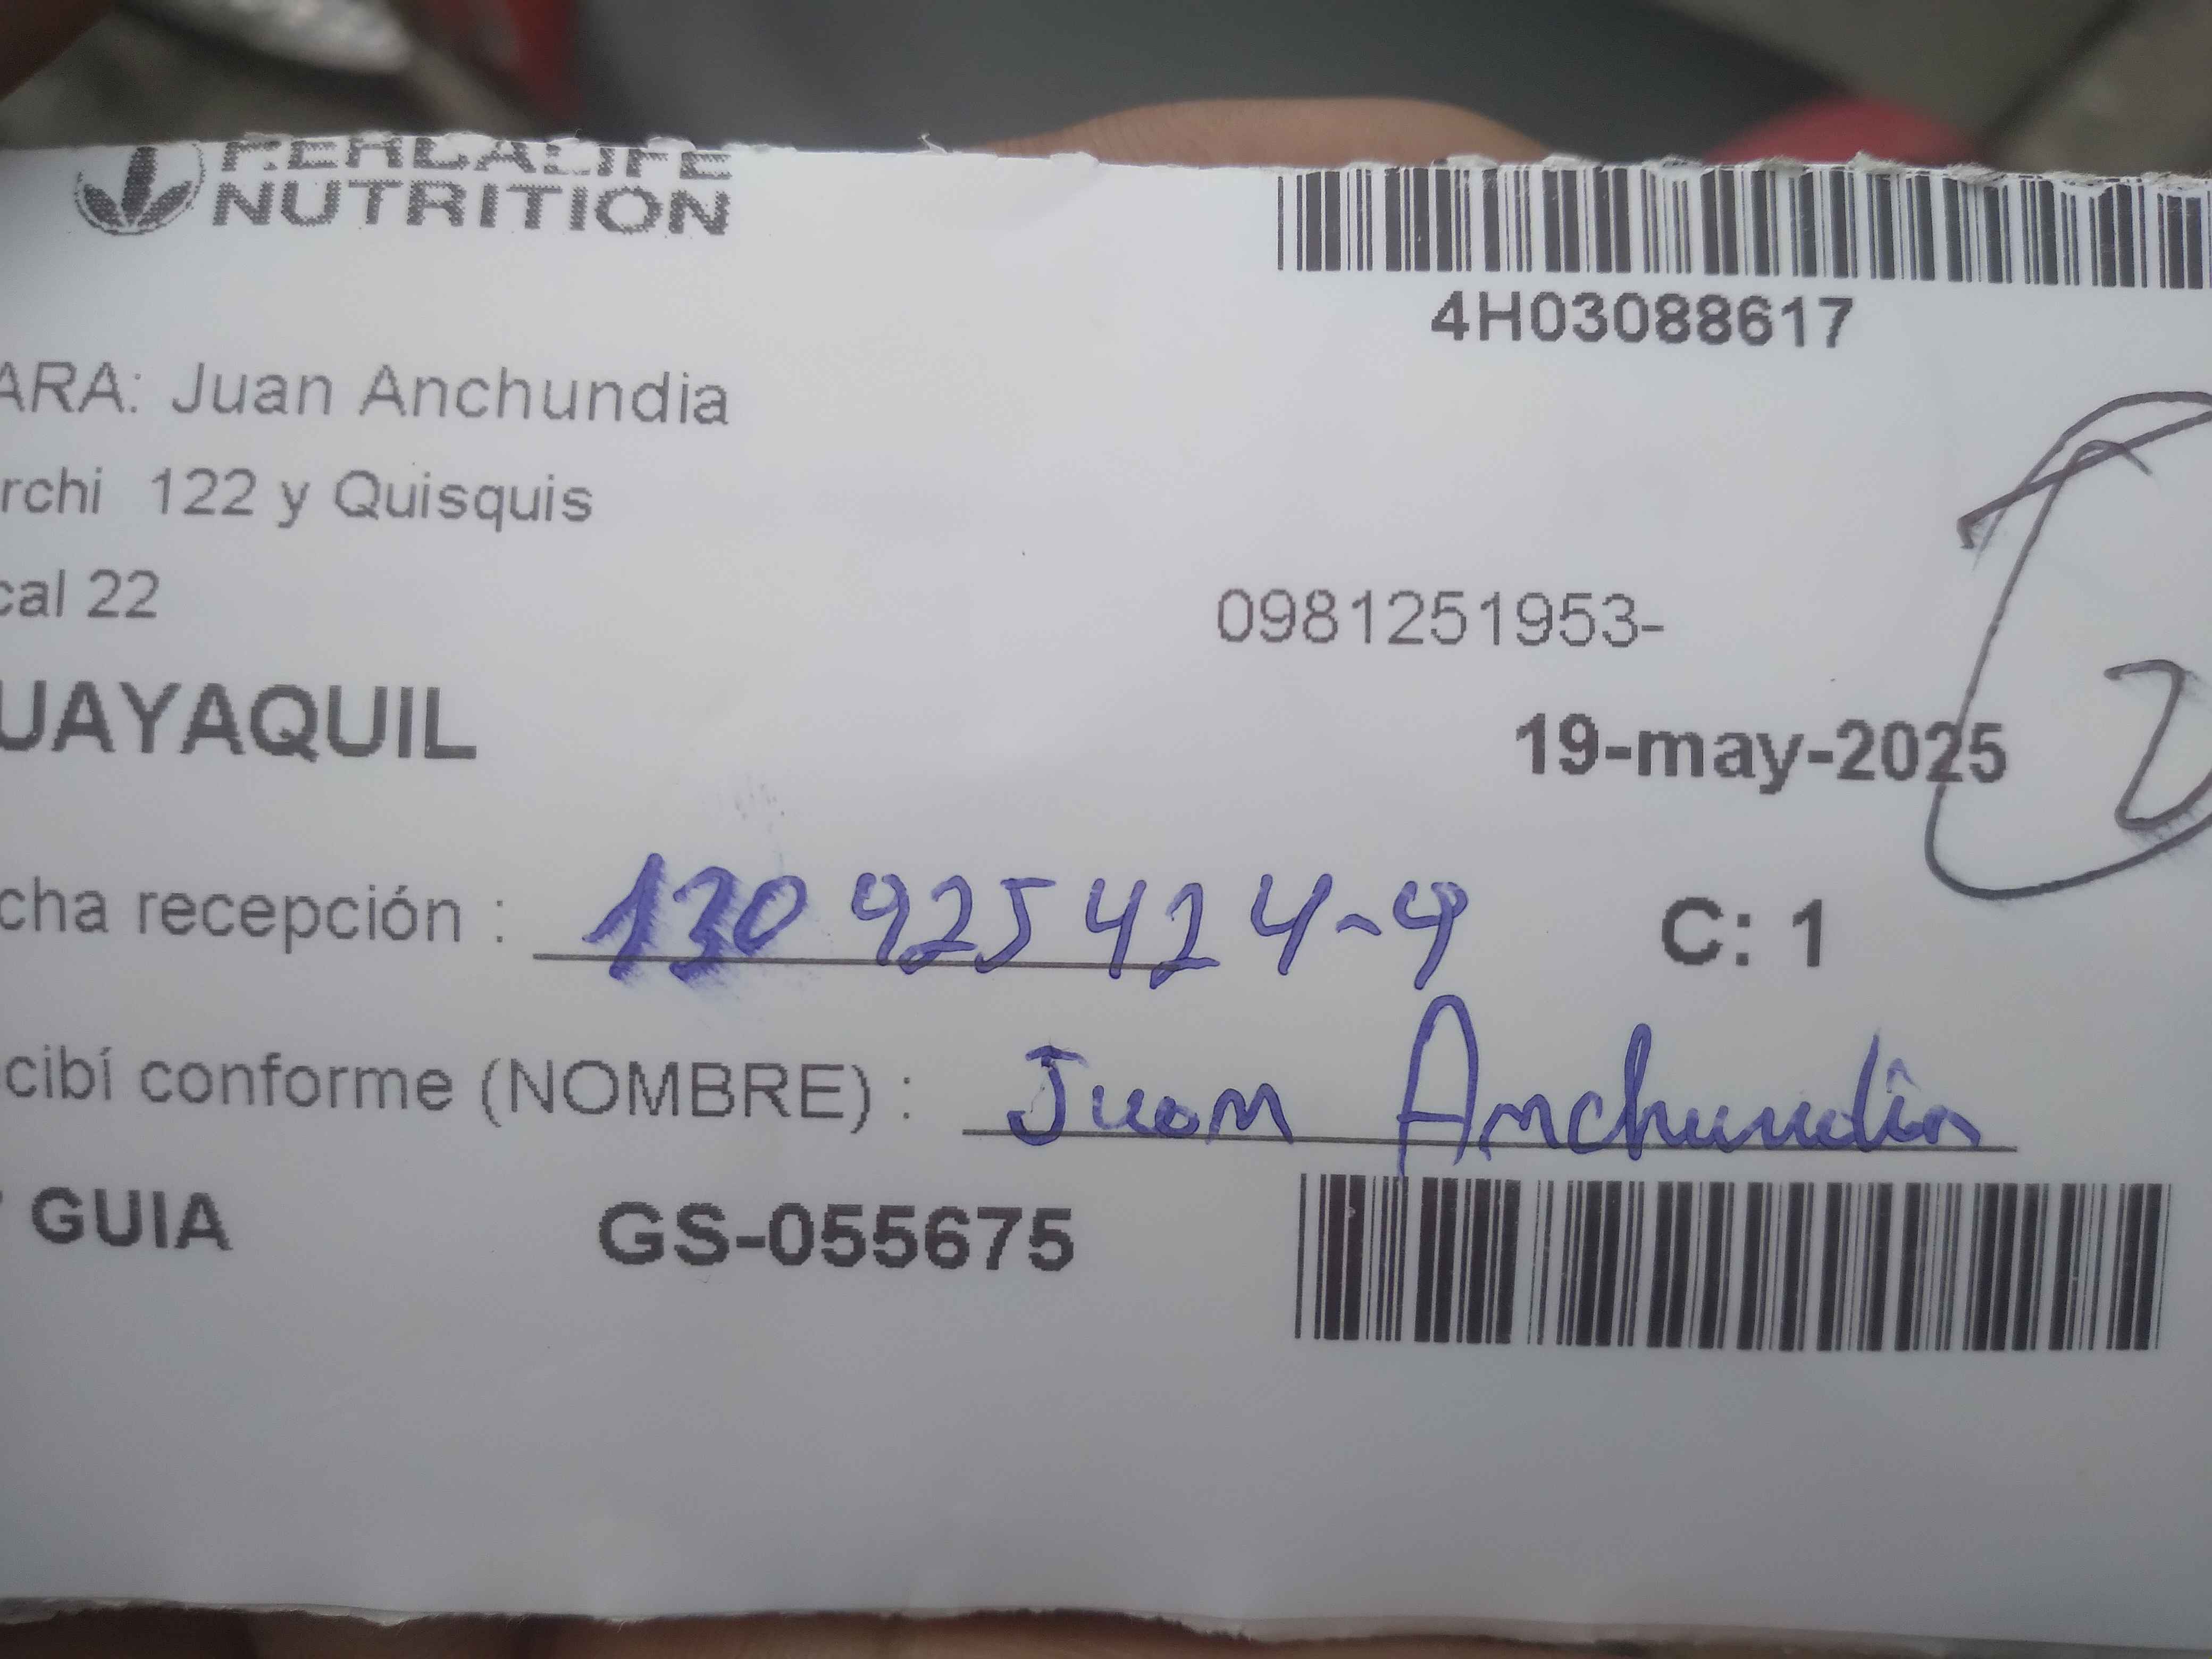 HERBALIFE
NUTRITION
4H03088617
ARA: Juan Anchundia
rchi 122 y Quisquis
cal 22
0981251953-
UAYAQUIL
19-may-2025
cha recepción : 130925424-9
C: 1
cibí conforme (NOMBRE) : Juan Anchundia
GUIA GS-055675